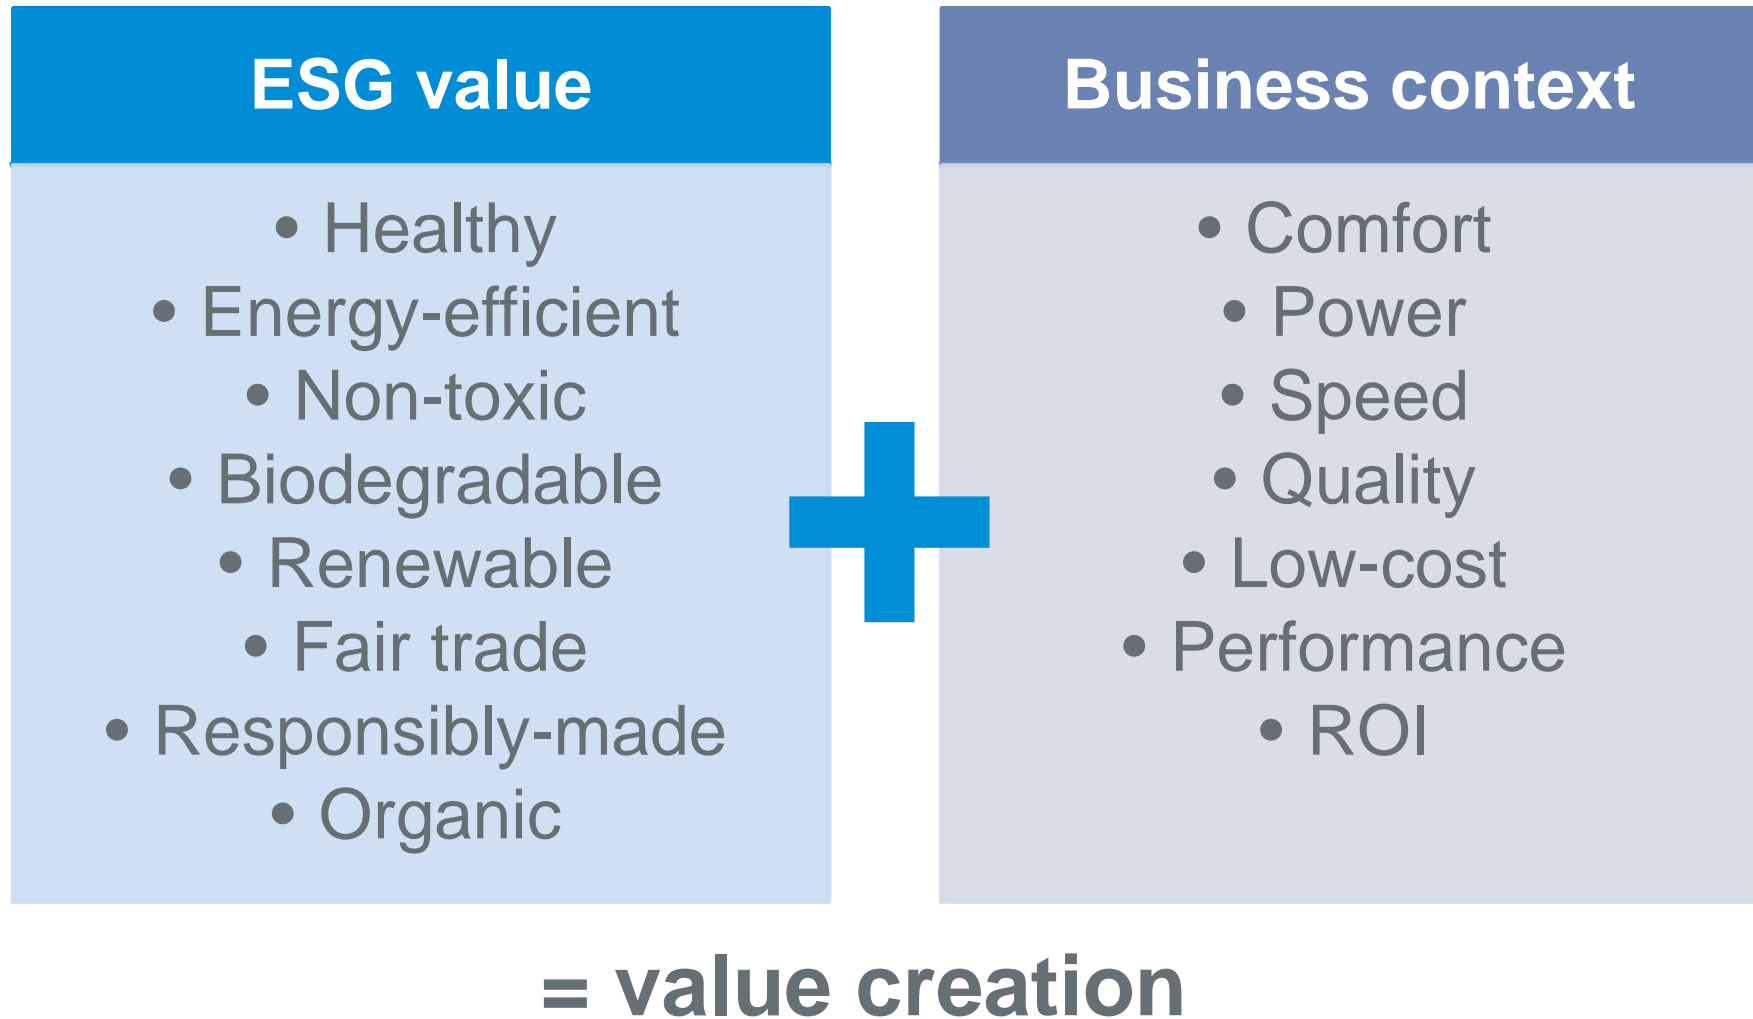 ESG value
• Healthy
• Energy-efficient
• Non-toxic
• Biodegradable
• Renewable
• Fair trade
• Responsibly-made
• Organic
Business context
• Comfort
• Power
• Speed
• Quality
• Low-cost
• Performance
• ROI
= value creation